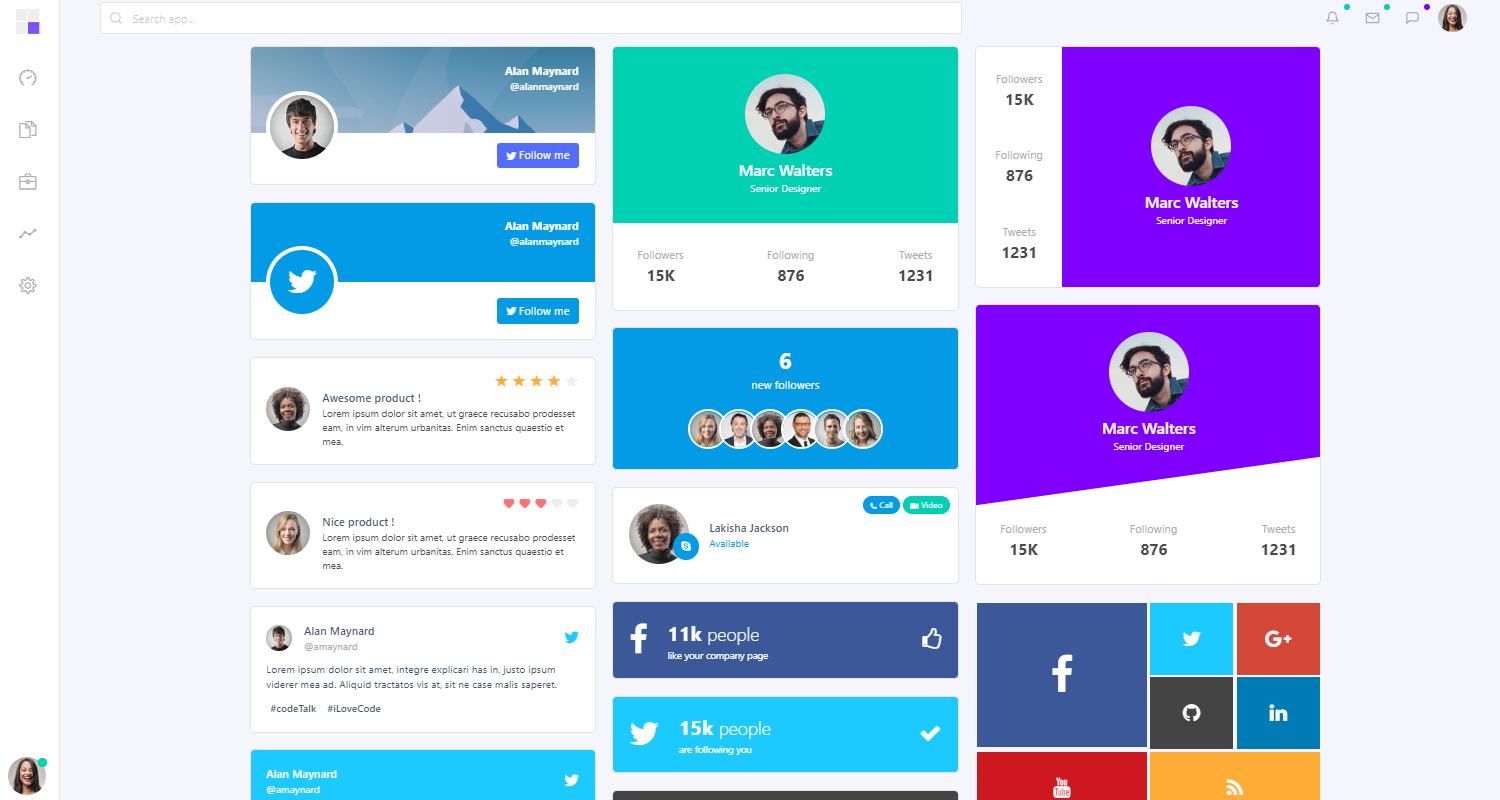 Search app...
Alan Maynard
@alanmaynard
Follow me
Alan Maynard
@alanmaynard
Follow me
Awesome product !
Lorem ipsum dolor sit amet, ut graece recusabo prodesset
eam, in vim alterum urbanitas. Enim sanctus quaestio et
mea.
Nice product !
Lorem ipsum dolor sit amet, ut graece recusabo prodesset
eam, in vim alterum urbanitas. Enim sanctus quaestio et
mea.
Alan Maynard
@amaynard
Lorem ipsum dolor sit amet, integre explicari has in, justo ipsum
viderer mea ad. Aliquid tractatos vis at, sit ne case malis saperet.
#codeTalk #iLoveCode
Alan Maynard
@amaynard
Marc Walters
Senior Designer
Followers Following Tweets
15K 876 1231
6
new followers
Call Video
Lakisha Jackson
Available
11k people
like your company page
15k people
are following you
Followers
15K
Following
876
Tweets
1231
Marc Walters
Senior Designer
Marc Walters
Senior Designer
Followers Following Tweets
15K 876 1231
G+
in
You
Tube